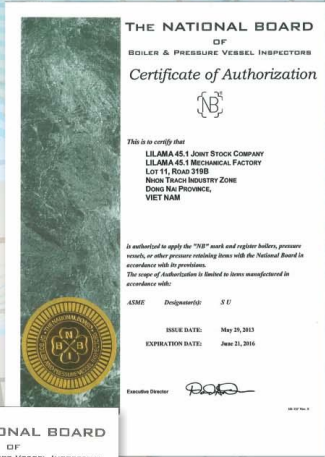 THE NATIONAL BOARD
OF
BOILER & PRESSURE VESSEL INSPECTORS
Certificate of Authorization
NB
This is to certify that
LILAMA 45.1 JOINT STOCK COMPANY
LILAMA 45.1 MECHANICAL FACTORY
LOT 11, ROAD 319B
NHON TRACH INDUSTRY ZONE
DONG NAI PROVINCE,
VIET NAM
is authorized to apply the "NB" mark and register boilers, pressure
vessels, or other pressure retaining items with the National Board in
accordance with its provisions.
The scope of Authorization is limited to items manufactured in
accordance with:
ASME Designator(s): S U
ISSUE DATE: May 29, 2013
EXPIRATION DATE: June 21, 2016
Executive Director
ONAL BOARD
OF